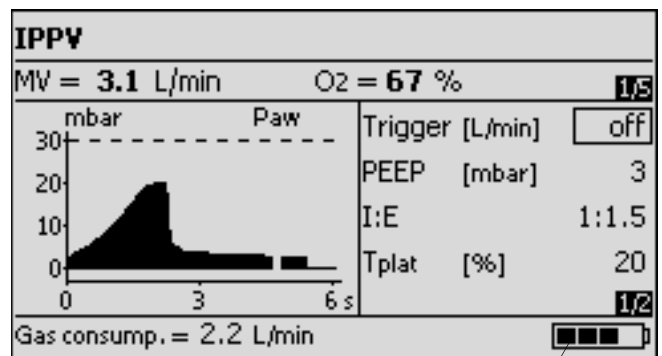 IPPV
MV = 3.1 L/min O2 = 67 %
1/5
mbar Paw
30
20
10
0
0 3 6 s
Trigger [L/min] off
PEEP [mbar] 3
I:E 1:1.5
Tplat [%] 20
1/2
Gas consump. = 2.2 L/min